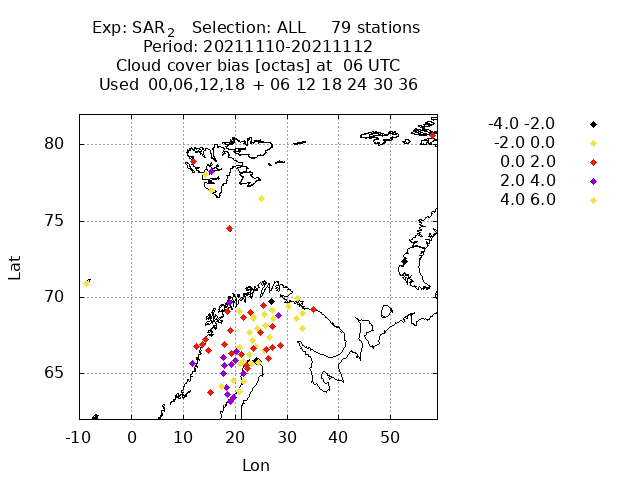 Exp: SAR2 Selection: ALL 79 stations
Period: 20211110-20211112
Cloud cover bias [octas] at 06 UTC
Used 00,06,12,18 + 06 12 18 24 30 36
-4.0 -2.0
-2.0 0.0
0.0 2.0
2.0 4.0
4.0 6.0
80
75
70
65
Lat
-10 0 10 20 30 40 50
Lon